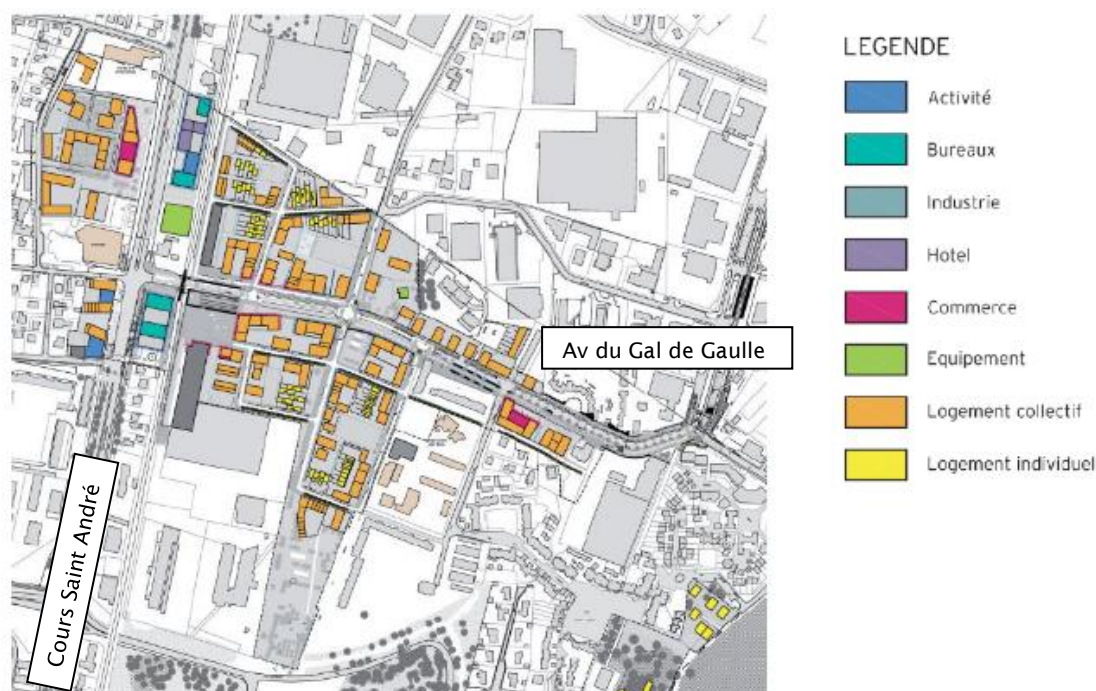 LEGENDE
Activité
Bureaux
Industrie
Hotel
Commerce
Equipement
Logement collectif
Logement individuel
Av du Gal de Gaulle
Cours Saint André